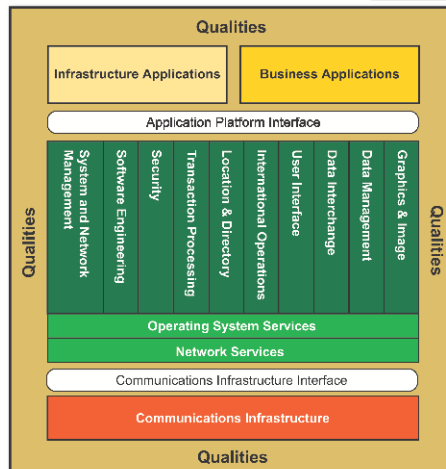 Qualities
Infrastructure Applications
Business Applications
Application Platform Interface
Qualities
System and Network
Management
Software Engineering
Security
Transaction Processing
Location & Directory
International Operations
User Interface
Data Interchange
Data Management
Graphics & Image
Qualities
Operating System Services
Network Services
Communications Infrastructure Interface
Communications Infrastructure
Qualities